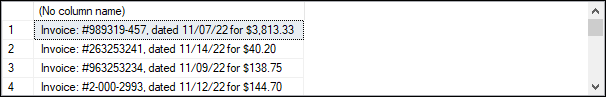 (No column name)
1 Invoice: #989319-457, dated 11/07/22 for $3,813.33
2 Invoice: #263253241, dated 11/14/22 for $40.20
3 Invoice: #963253234, dated 11/09/22 for $138.75
4 Invoice: #2-000-2993, dated 11/12/22 for $144.70